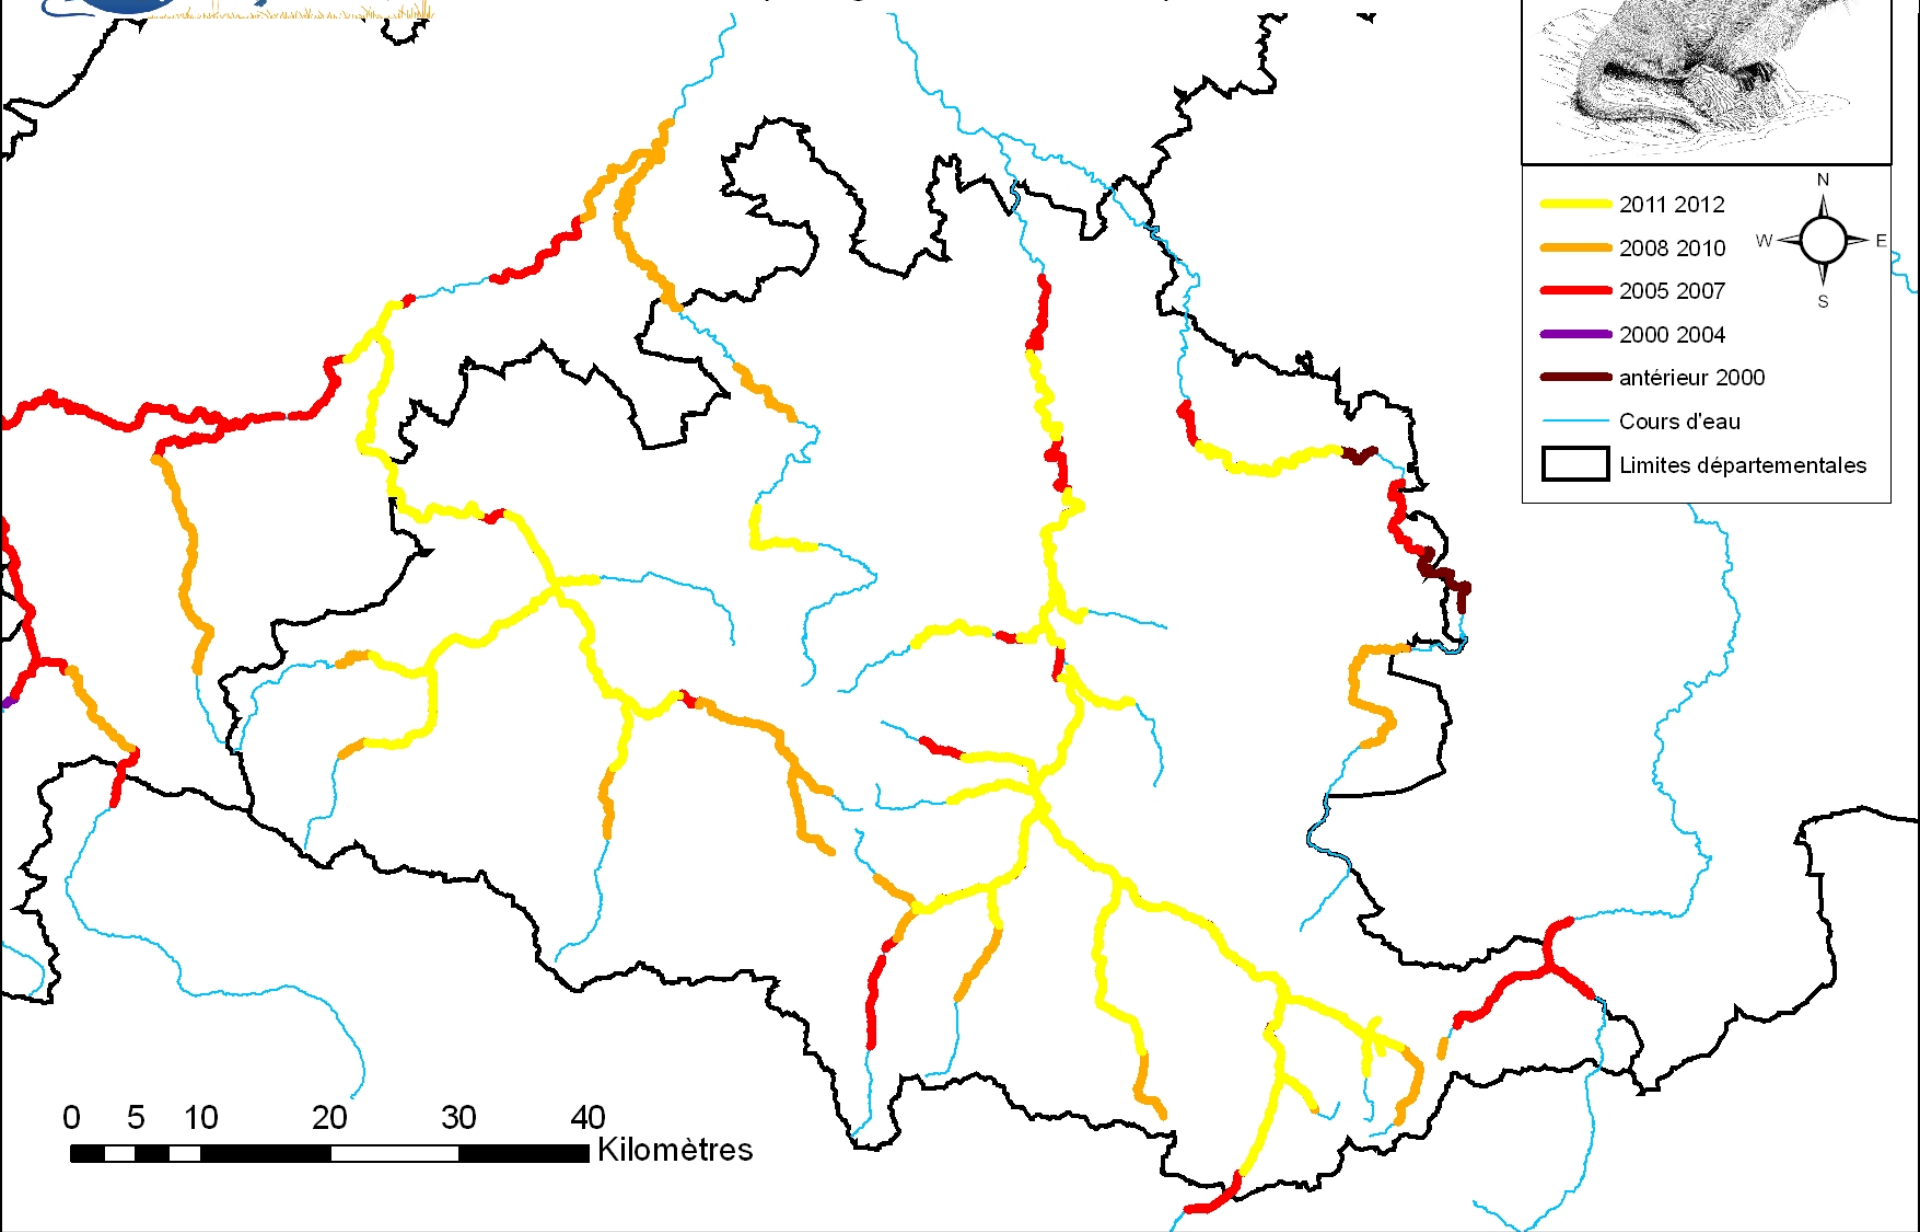 N
W E
S
2011 2012
2008 2010
2005 2007
2000 2004
antérieur 2000
Cours d'eau
Limites départementales
0 5 10 20 30 40
Kilomètres